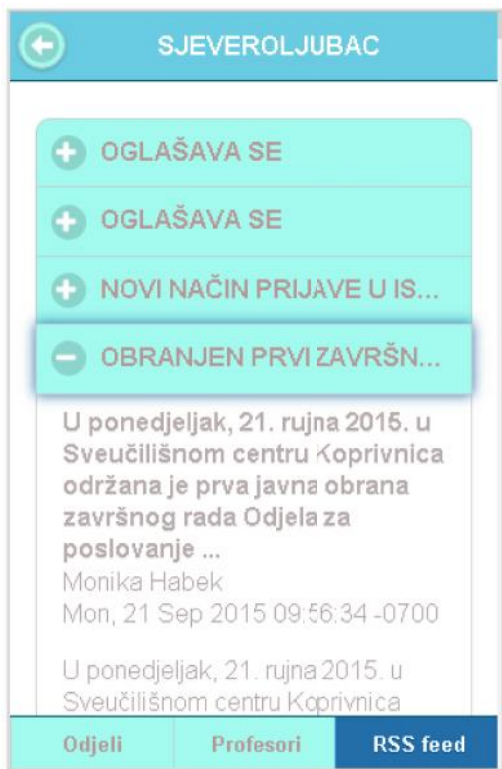 SJEVEROLJUBAC
OGLAŠAVA SE
OGLAŠAVA SE
NOVI NAČIN PRIJAVE U IS...
OBRANJEN PRVI ZAVRŠN...
U ponedjeljak, 21. rujna 2015. u
Sveučilišnom centru Koprivnica
održana je prva javna obrana
završnog rada Odjela za
poslovanje ...
Monika Habek
Mon, 21 Sep 2015 09:56:34 -0700
U ponedjeljak, 21. rujna 2015. u
Sveučilišnom centru Koprivnica
Odjeli Profesori RSS feed